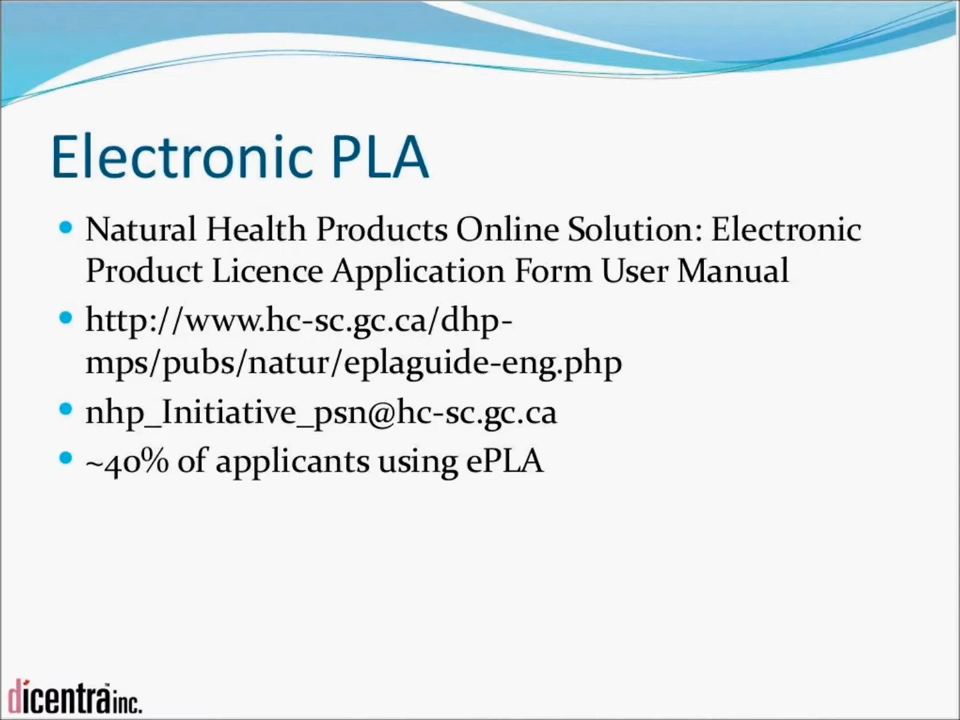 Electronic PLA
Natural Health Products Online Solution: Electronic
Product Licence Application Form User Manual
http://www.hc-sc.gc.ca/dhp-
mps/pubs/natur/eplaguide-eng.php
nhp_Initiative_psn@hc-sc.gc.ca
~40% of applicants using ePLA
dicentra™ inc.